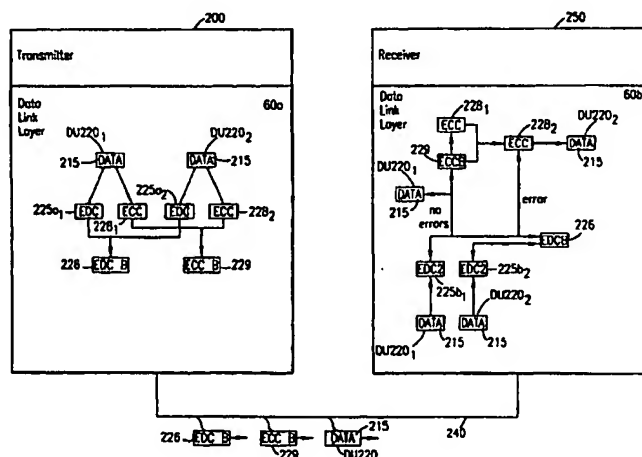 200
250
Transmitter
Receiver
Data
Link
Layer
60a
DU220₁
DU220₂
215
DATA
DATA
215
225a₁
EDC
ECC
225a₂
EDC
ECC
228₂
228₁
226
EDC B
ECC B
229
Data
Link
Layer
60b
228₁
ECC
228₂
ECC
DU220₂
DATA
215
229
ECCB
DU220₁
DATA
215
no
errors
error
226
EDCB
EDC2
EDC2
225b₂
225b₁
DU220₂
DATA
DATA
DU220₁
215
215
240
226
EDC B
ECC B
229
DATA
215
DU220